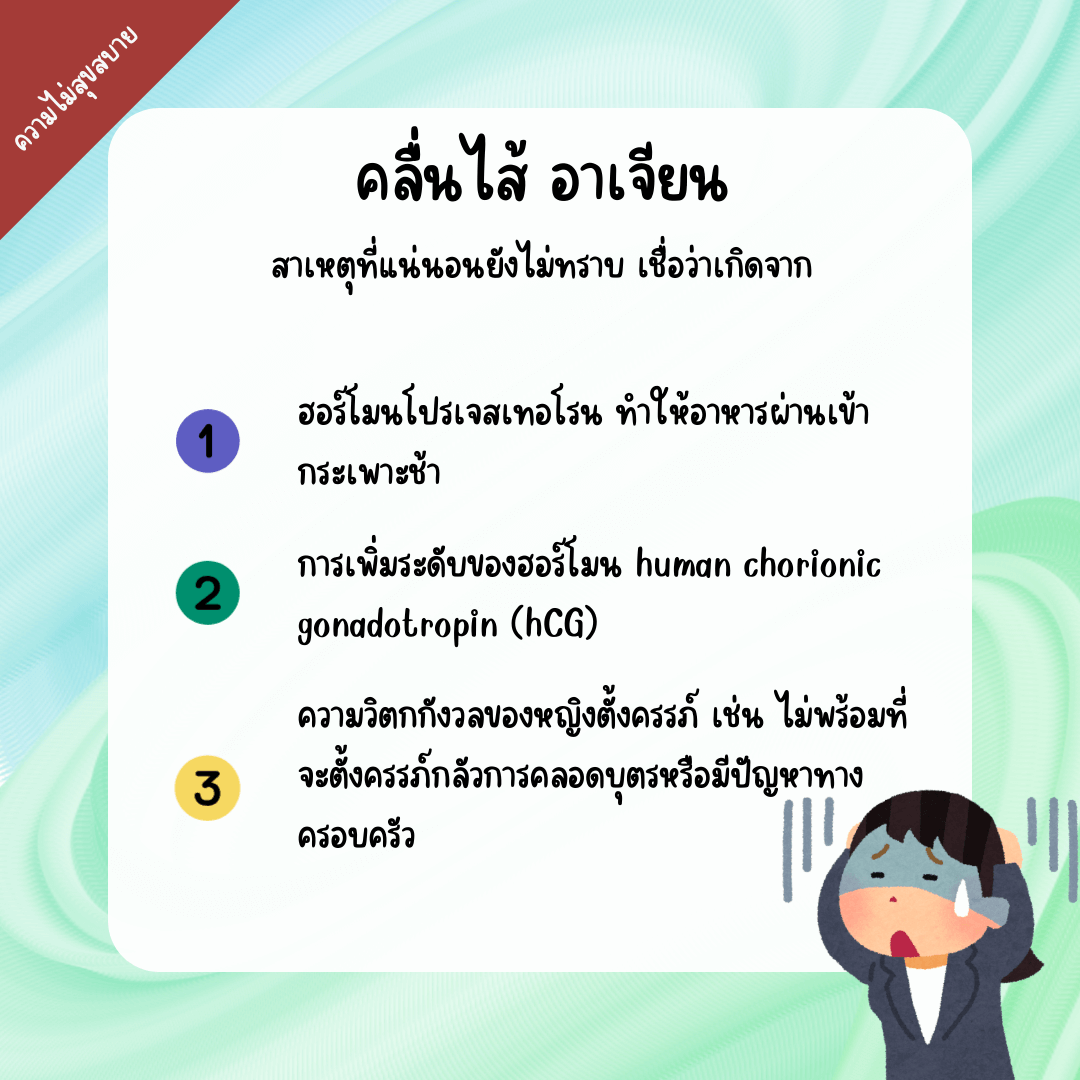 ความไม่สุขสบาย
คลื่นไส้ อาเจียน
สาเหตุที่แน่นอนยังไม่ทราบ เชื่อว่าเกิดจาก
1
ฮอร์โมนโปรเจสเทอโรน ทำให้อาหารผ่านเข้า
กระเพาะช้า
2
การเพิ่มระดับของฮอร์โมน human chorionic
gonadotropin (hCG)
3
ความวิตกกังวลของหญิงตั้งครรภ์ เช่น ไม่พร้อมที่
จะตั้งครรภ์กลัวการคลอดบุตรหรือมีปัญหาทาง
ครอบครัว